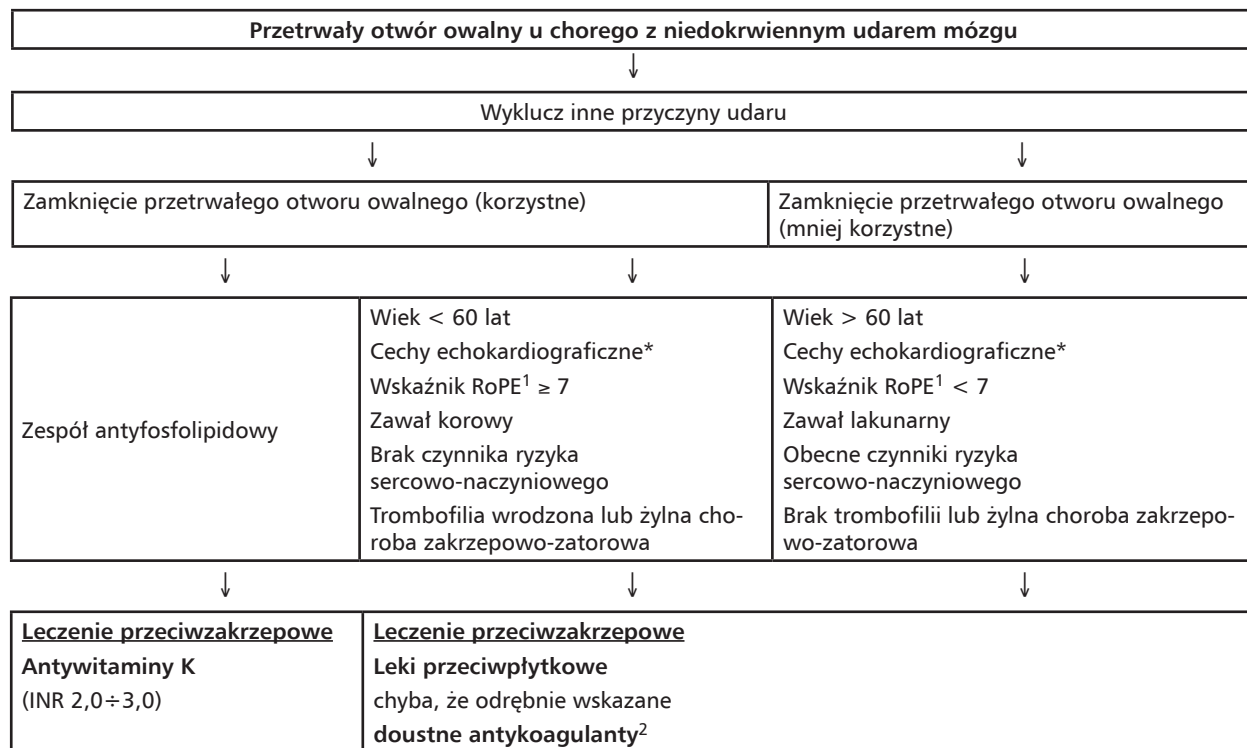 Przetrwały otwór owalny u chorego z niedokrwiennym udarem mózgu
↓
Wyklucz inne przyczyny udaru
↓ ↓
Zamknięcie przetrwałego otworu owalnego (korzystne)
Zamknięcie przetrwałego otworu owalnego
(mniej korzystne)
↓ ↓ ↓
Zespół antyfosfolipidowy
Wiek < 60 lat
Cechy echokardiograficzne*
Wskaźnik RoPE¹ ≥ 7
Zawał korowy
Brak czynnika ryzyka
sercowo-naczyniowego
Trombofilia wrodzona lub żylna cho-
roba zakrzepowo-zatorowa
Wiek > 60 lat
Cechy echokardiograficzne*
Wskaźnik RoPE¹ < 7
Zawał lakunarny
Obecne czynniki ryzyka
sercowo-naczyniowego
Brak trombofilii lub żylna choroba zakrzepo-
wo-zatorowa
↓ ↓ ↓
Leczenie przeciwzakrzepowe
Antywitaminy K
(INR 2,0÷3,0)
Leczenie przeciwzakrzepowe
Leki przeciwpłytkowe
chyba, że odrębnie wskazane
doustne antykoagulanty²